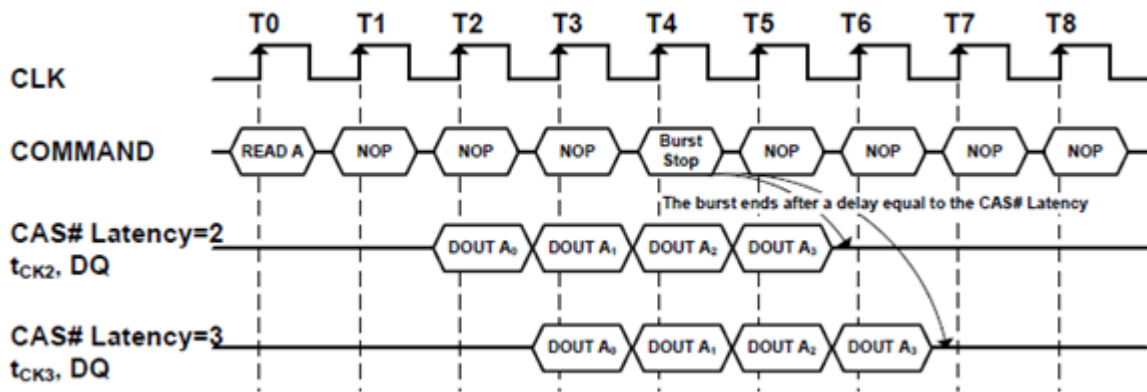 T0 T1 T2 T3 T4 T5 T6 T7 T8
CLK
COMMAND READ A NOP NOP NOP Burst Stop NOP NOP NOP NOP
The burst ends after a delay equal to the CAS# Latency
CAS# Latency=2
tCK2, DQ DOUT A0 DOUT A1 DOUT A2 DOUT A3
CAS# Latency=3
tCK3, DQ DOUT A0 DOUT A1 DOUT A2 DOUT A3